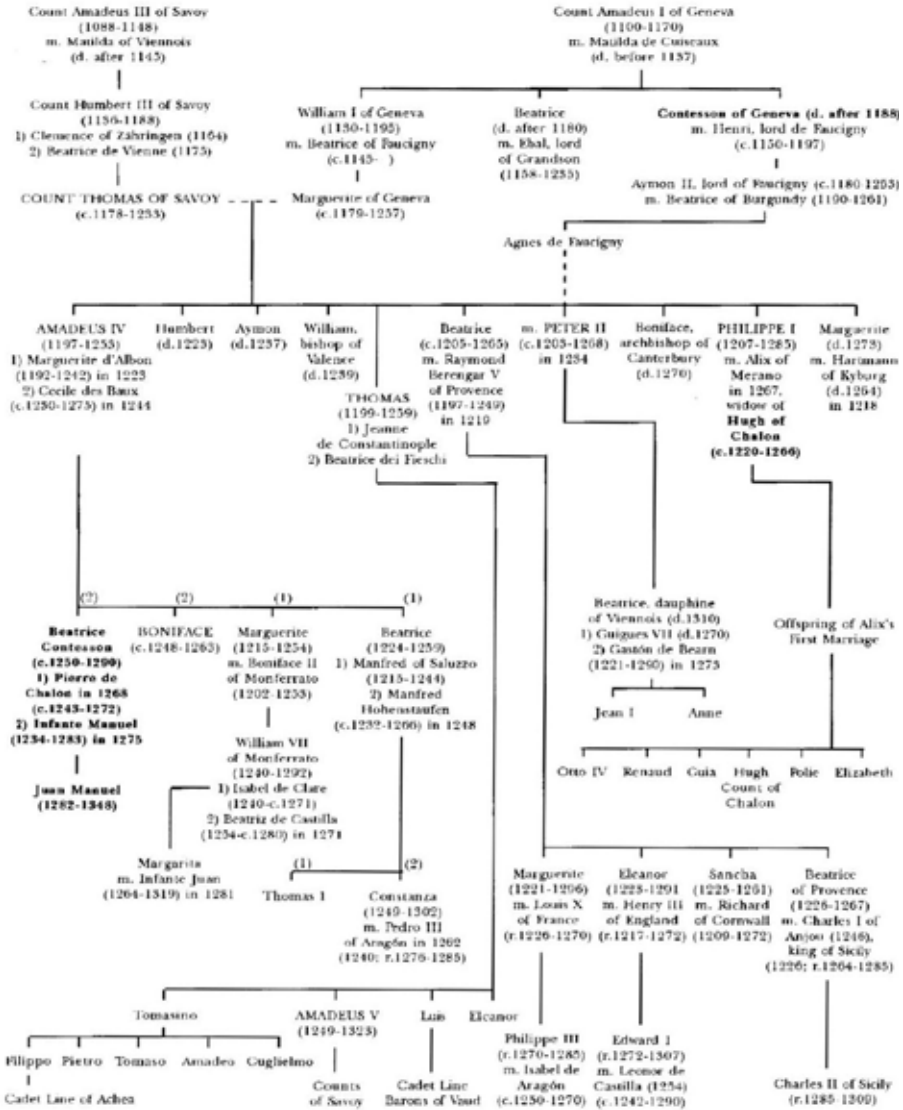 Count Amadeus III of Savoy
(1088-1148)
m. Matilda of Viennois
(d. after 1145)
Count Amadeus I of Geneva
(1100-1170)
m. Matilda de Cuiseaux
(d. before 1137)
Count Humbert III of Savoy
(1136-1188)
1) Clemence of Zähringen (1164)
2) Beatrice de Vienne (1175)
William I of Geneva
(1130-1195)
m. Beatrice of Faucigny
(c.1145- )
Beatrice
(d. after 1180)
m. Ebal, lord
of Grandson
(1158-1235)
Contesson of Geneva (d. after 1188)
m. Henri, lord de Faucigny
(c.1150-1197)
COUNT THOMAS OF SAVOY
(c.1178-1233)
Marguerite of Geneva
(c.1179-1257)
Aymon II, lord of Faucigny (c.1180-1253)
m. Beatrice of Burgundy (1190-1261)
Agnes de Faucigny
AMADEUS IV
(1197-1253)
1) Marguerite d'Albon
(1192-1242) in 1223
2) Cecile des Baux
(c.1230-1275) in 1244
Humbert
(d.1223)
Aymon
(d.1237)
William,
bishop of
Valence
(d.1239)
THOMAS
(1199-1259)
1) Jeanne
de Constantinople
2) Beatrice dei Fieschi
Beatrice
(c.1205-1265)
m. Raymond
Berengar V
of Provence
(1197-1249)
in 1219
m. PETER II
(c.1203-1268)
in 1234
Boniface,
archbishop of
Canterbury
(d.1270)
PHILIPPE I
(1207-1285)
m. Alix of
Merano
in 1267,
widow of
Hugh of
Chalon
(c.1220-1266)
Marguerite
(d.1273)
m. Hartmann
of Kyburg
(d.1264)
in 1218
(2)
(2)
(1)
(1)
Beatrice
Contesson
(c.1250-1290)
1) Pierro de
Chalon in 1268
(c.1243-1272)
2) Infante Manuel
(1234-1283) in 1275
BONIFACE
(c.1248-1263)
Marguerite
(1215-1254)
m. Boniface II
of Monferrato
(1202-1253)
Beatrice
(1224-1259)
1) Manfred of Saluzzo
(1215-1244)
2) Manfred
Hohenstaufen
(c.1232-1266) in 1248
Beatrice, dauphine
of Viennois (d.1310)
1) Guigues VII (d.1270)
2) Gastón de Bearn
(1221-1290) in 1273
Offspring of Alix's
First Marriage
Jean I
Anne
Juan Manuel
(1282-1348)
William VII
of Monferrato
(1240-1292)
1) Isabel de Clare
(1240-c.1271)
2) Beatriz de Castilla
(1254-c.1280) in 1271
Otto IV
Renaud
Guia
Hugh
Count of
Chalon
Polie
Elizabeth
Margarita
m. Infante Juan
(1264-1319) in 1281
(1)
(2)
Thomas I
Constanza
(1249-1302)
m. Pedro III
of Aragón in 1262
(1240; r.1276-1285)
Marguerite
(1221-1296)
m. Louis X
of France
(r.1226-1270)
Eleanor
(1223-1291
m. Henry III
of England
(r.1217-1272)
Sancha
(1225-1261)
m. Richard
of Cornwall
(1209-1272)
Beatrice
of Provence
(1226-1267)
m. Charles I of
Anjou (1246),
king of Sicily
(1226; r.1264-1285)
Tomasino
AMADEUS V
(1249-1323)
Luis
Eleanor
Filippo
Pietro
Tomaso
Amadeo
Guglielmo
Cadet Line of Achea
Counts
of Savoy
Cadet Line
Barons of Vaud
Philippe III
(r.1270-1285)
m. Isabel de
Aragón
(c.1250-1270)
Edward I
(r.1272-1307)
m. Leonor de
Castilla (1254)
(c.1242-1290)
Charles II of Sicily
(r.1285-1309)